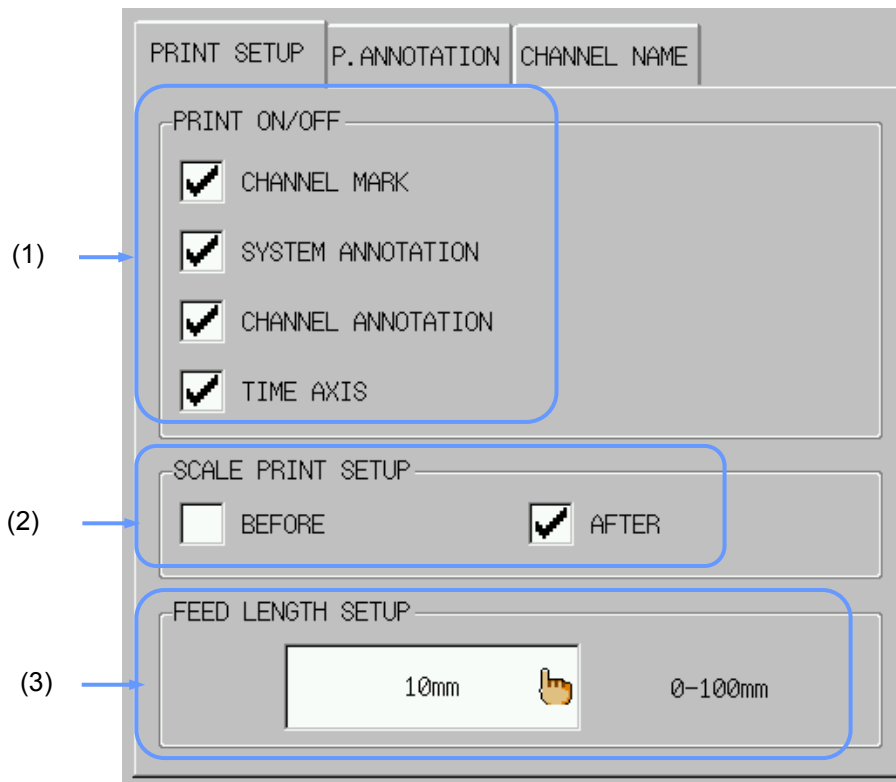 PRINT SETUP P.ANNOTATION CHANNEL NAME
PRINT ON/OFF
CHANNEL MARK
(1) SYSTEM ANNOTATION
CHANNEL ANNOTATION
TIME AXIS
SCALE PRINT SETUP
(2) BEFORE AFTER
FEED LENGTH SETUP
(3) 10mm 0-100mm